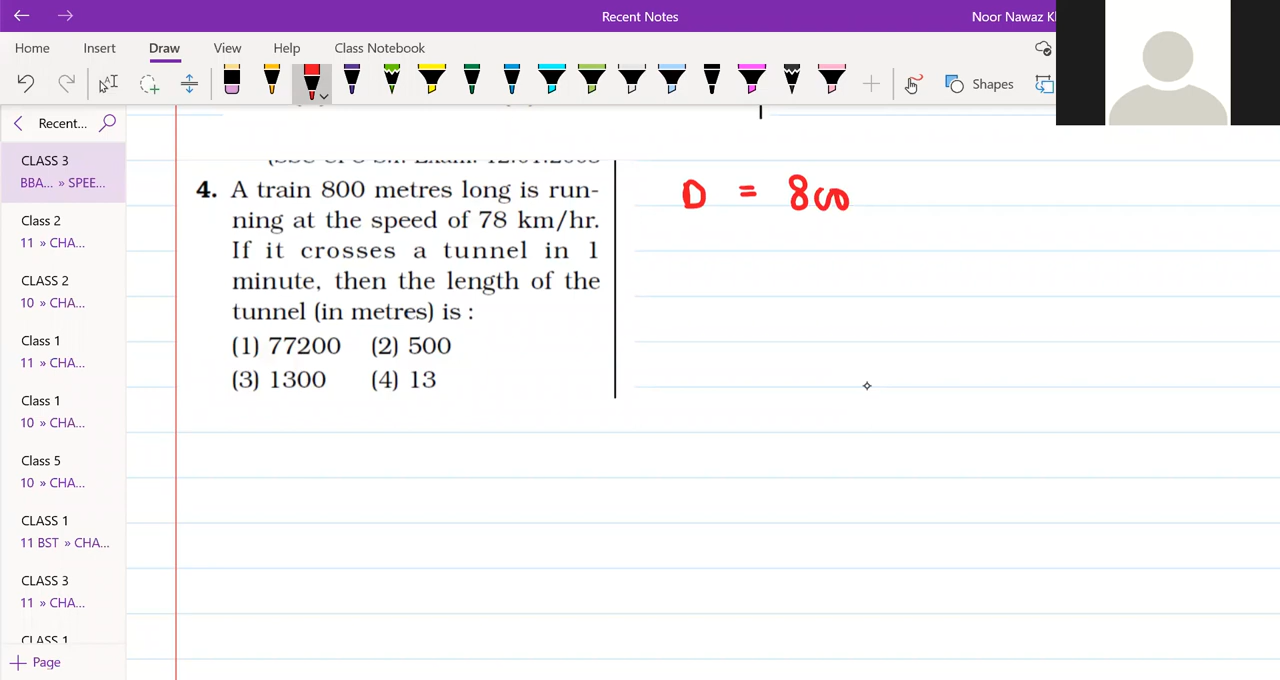 Recent Notes
Noor Nawaz Kh
Home Insert Draw View Help Class Notebook
Shapes
Recent...
CLASS 3
BBA... » SPEE...
Class 2
11 » CHA...
CLASS 2
10 » CHA...
Class 1
11 » CHA...
Class 1
10 » CHA...
Class 5
10 » CHA...
CLASS 1
11 BST » CHA...
CLASS 3
11 » CHA...
CLASS 1
Page
4. A train 800 metres long is run-
ning at the speed of 78 km/hr.
If it crosses a tunnel in 1
minute, then the length of the
tunnel (in metres) is :
(1) 77200 (2) 500
(3) 1300 (4) 13
D = 800